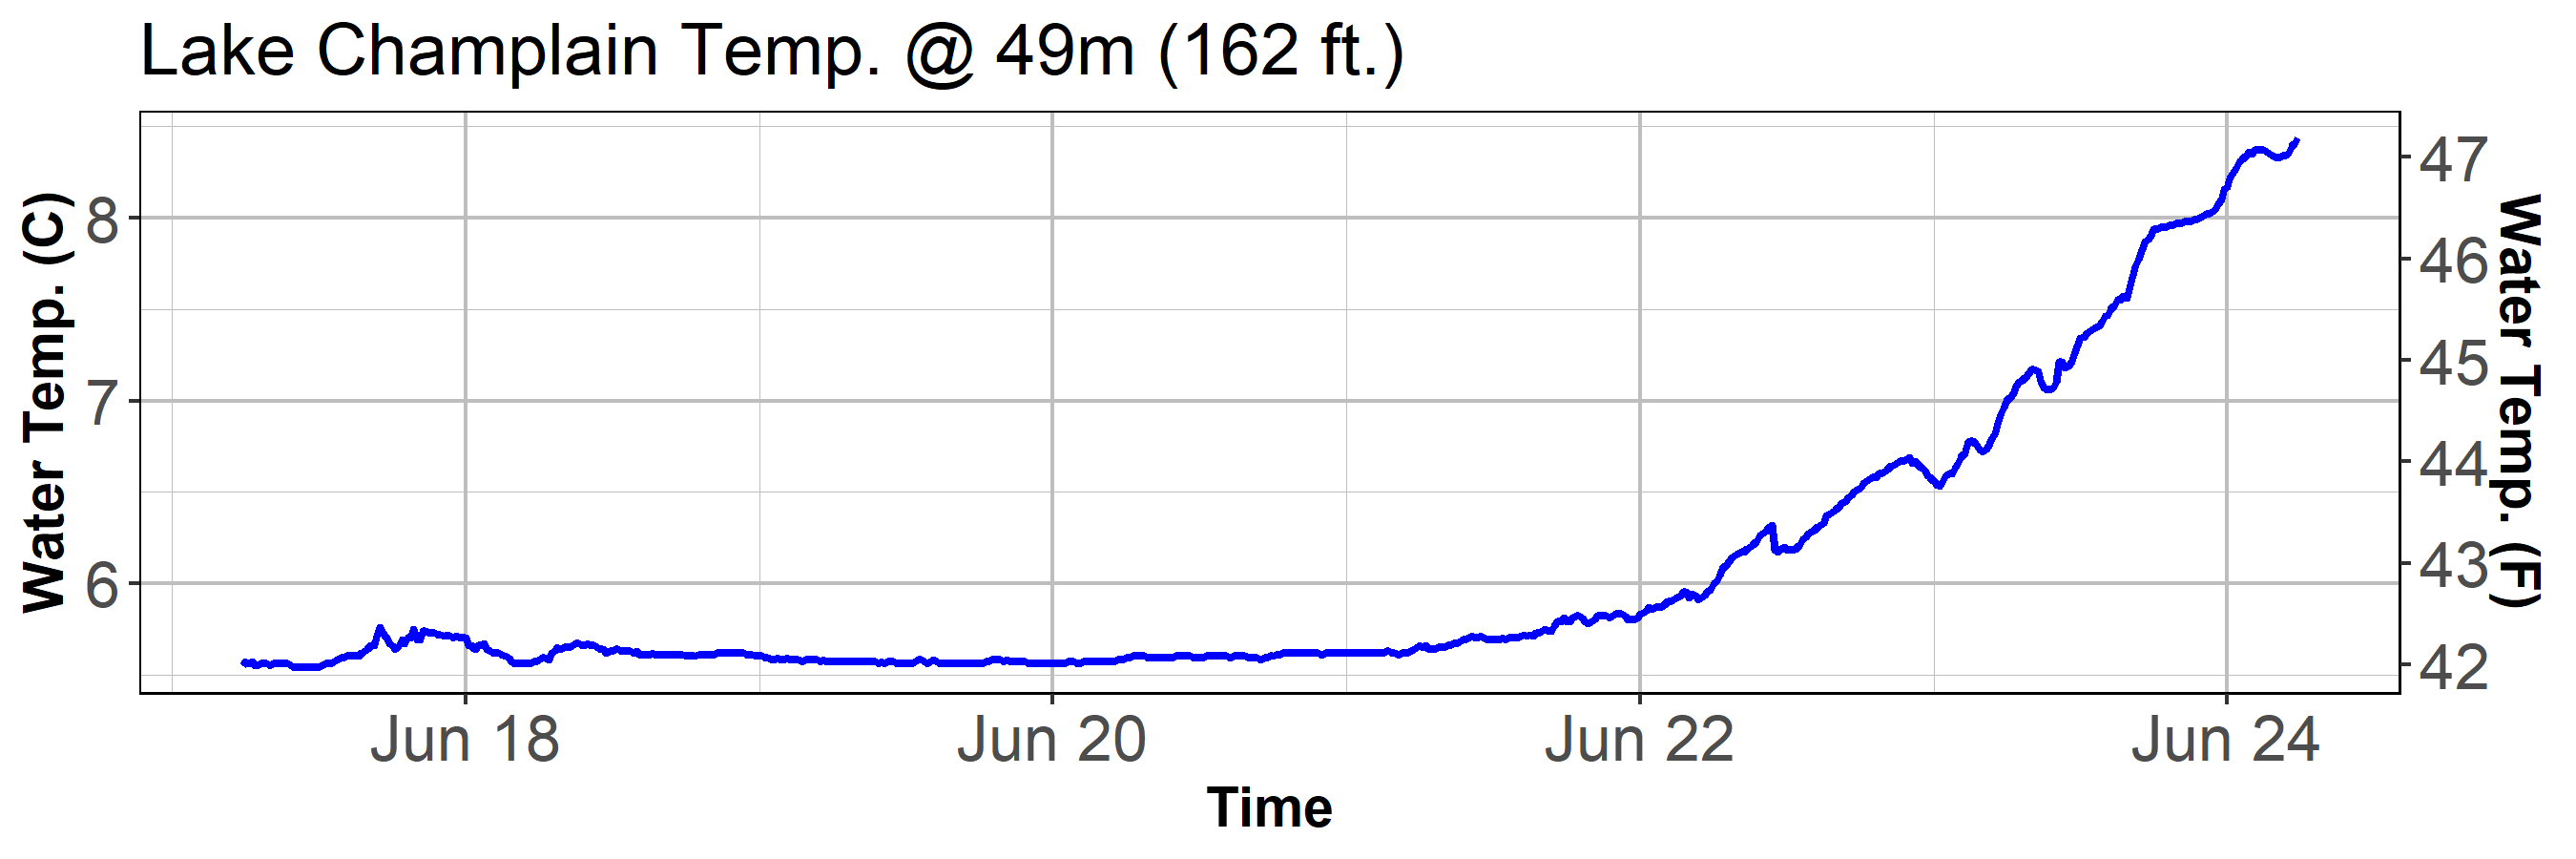 Lake Champlain Temp. @ 49m (162 ft.)
Water Temp. (C)
8
7
6
47
46
45
44
43
42
Water Temp. (F)
Jun 18
Jun 20
Jun 22
Jun 24
Time